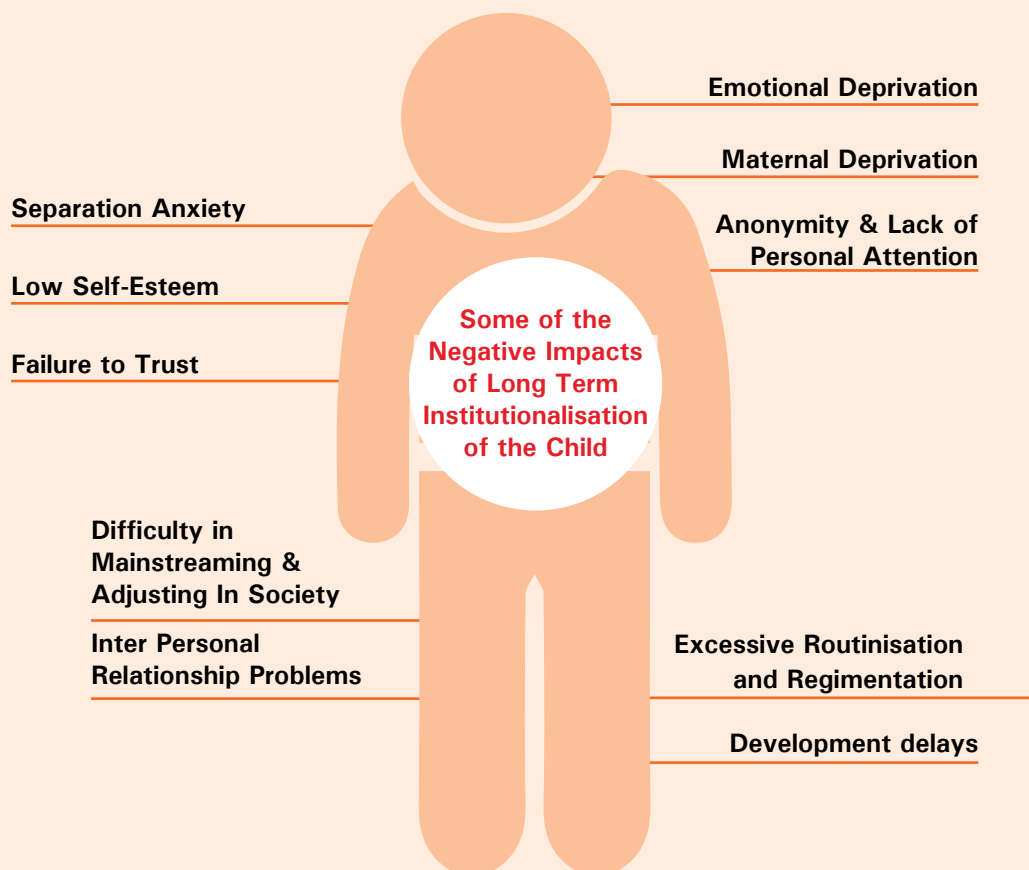 Emotional Deprivation
Maternal Deprivation
Separation Anxiety
Anonymity & Lack of
Personal Attention
Low Self-Esteem
Failure to Trust
Some of the
Negative Impacts
of Long Term
Institutionalisation
of the Child
Difficulty in
Mainstreaming &
Adjusting In Society
Inter Personal
Relationship Problems
Excessive Routinisation
and Regimentation
Development delays